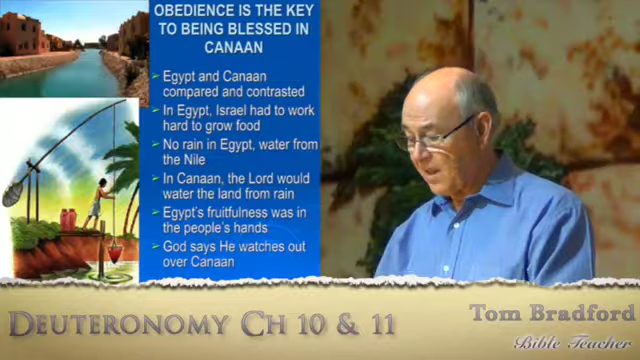 OBEDIENCE IS THE KEY
TO BEING BLESSED IN
CANAAN
➢ Egypt and Canaan
compared and contrasted
➢ In Egypt, Israel had to work
hard to grow food
➢ No rain in Egypt, water from
the Nile
➢ In Canaan, the Lord would
water the land from rain
➢ Egypt's fruitfulness was in
the people's hands
➢ God says He watches out
over Canaan
Deuteronomy Ch 10 & 11
Tom Bradford
Bible Teacher